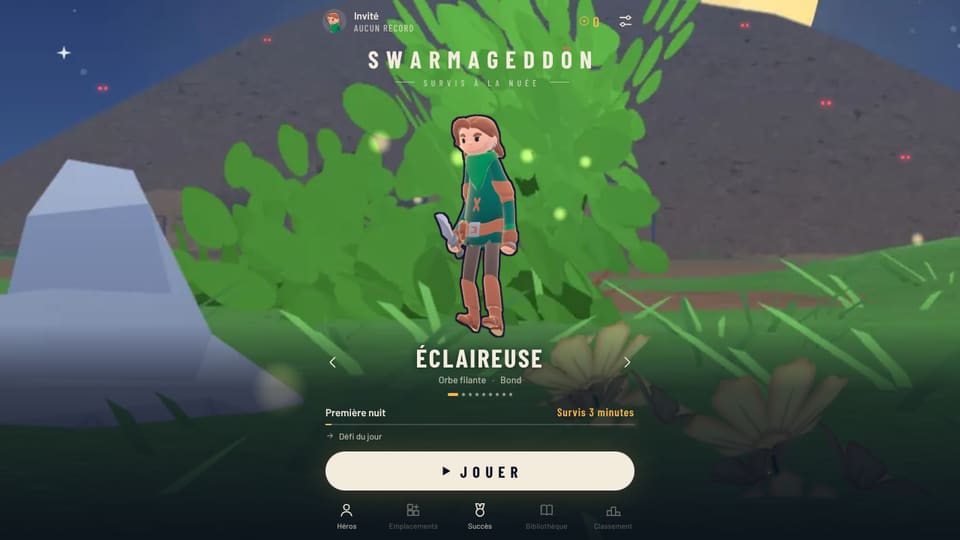 Invité
AUCUN RECORD
0
SWARMAGEDDON
SURVIS À LA NUÉE
ÉCLAIREUSE
Orbe filante · Bond
Première nuit
Survis 3 minutes
Défi du jour
JOUER
Héros
Emplacements
Succès
Bibliothèque
Classement